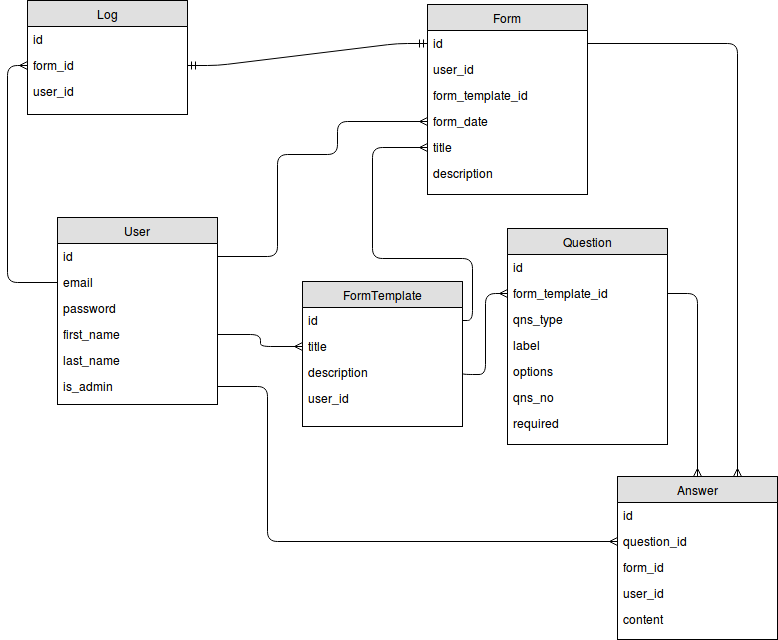 Log
id
form_id
user_id
Form
id
user_id
form_template_id
form_date
title
description
User
id
email
password
first_name
last_name
is_admin
FormTemplate
id
title
description
user_id
Question
id
form_template_id
qns_type
label
options
qns_no
required
Answer
id
question_id
form_id
user_id
content